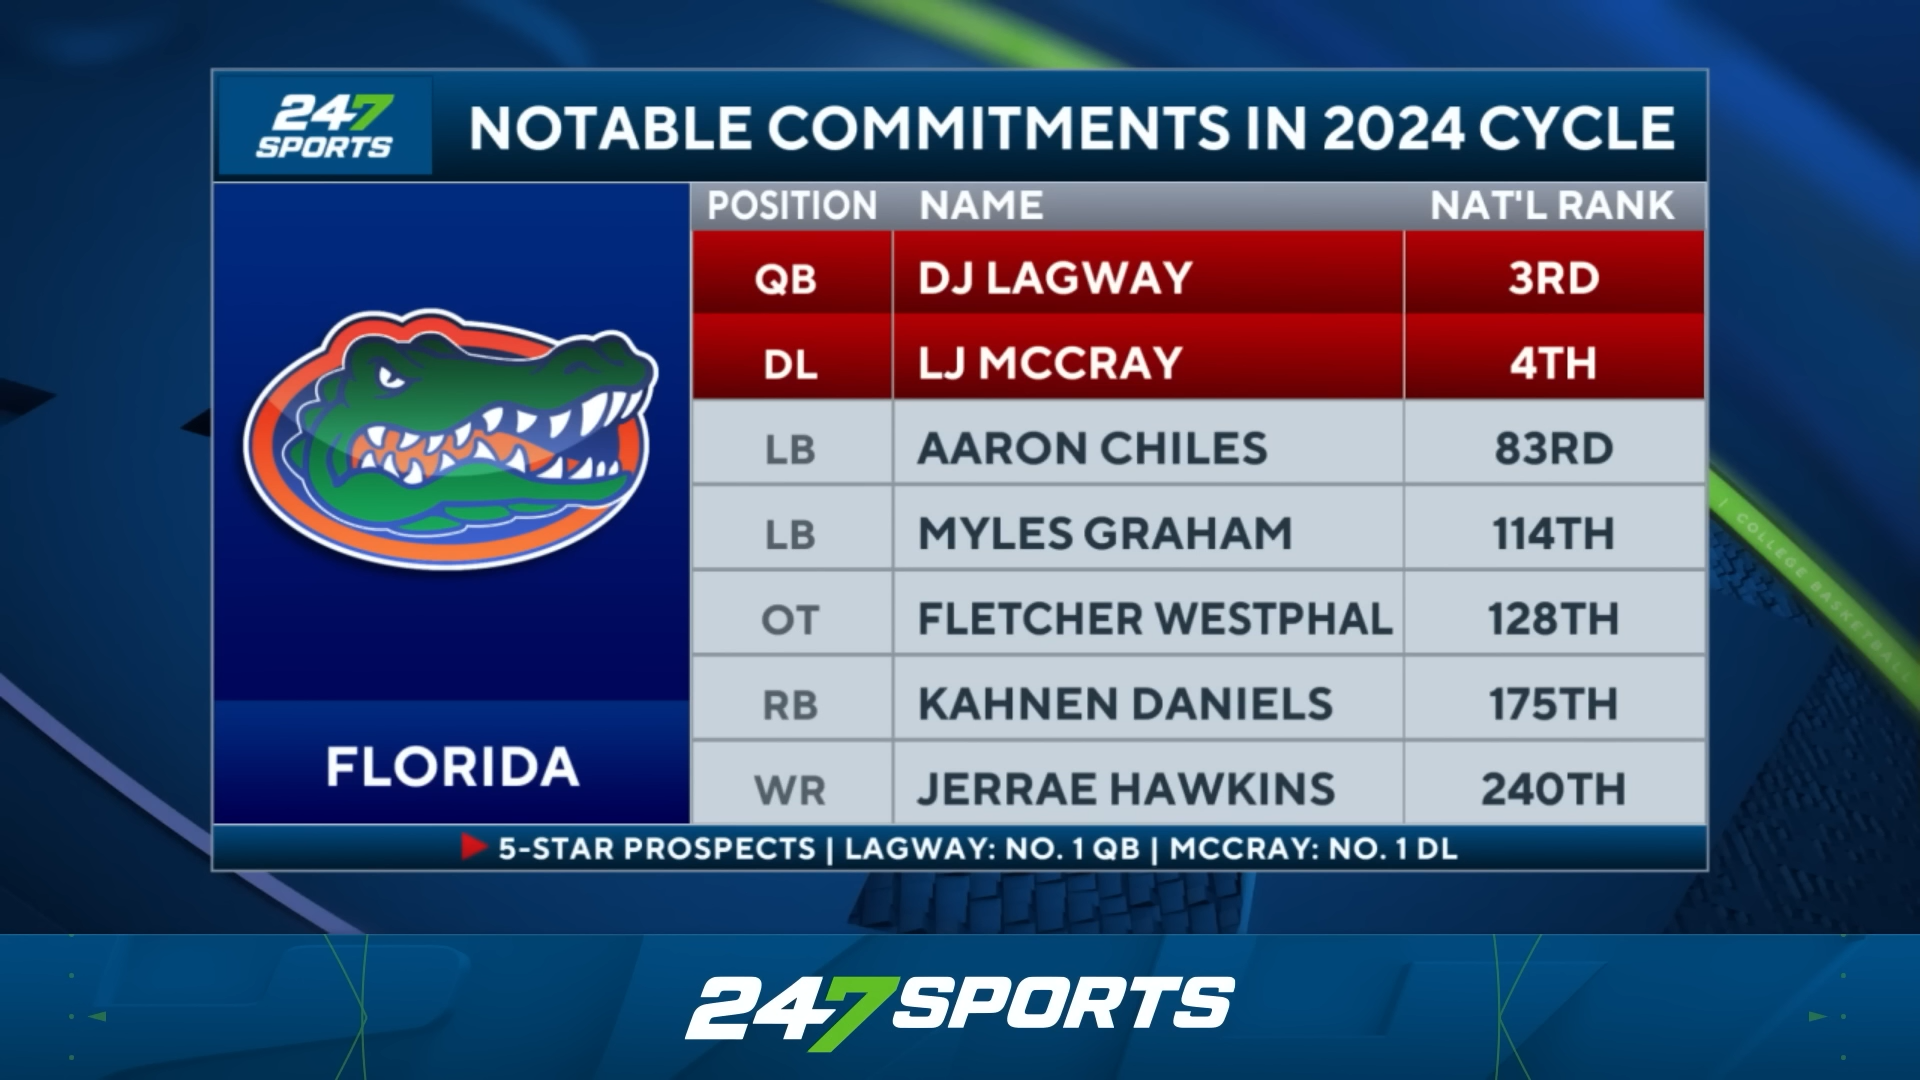 247 SPORTS
NOTABLE COMMITMENTS IN 2024 CYCLE
POSITION NAME NAT'L RANK
QB DJ LAGWAY 3RD
DL LJ MCCRAY 4TH
LB AARON CHILES 83RD
LB MYLES GRAHAM 114TH
OT FLETCHER WESTPHAL 128TH
RB KAHNEN DANIELS 175TH
WR JERRAE HAWKINS 240TH
FLORIDA
5-STAR PROSPECTS | LAGWAY: NO. 1 QB | MCCRAY: NO. 1 DL
| COLLEGE BASKETBALL
247SPORTS